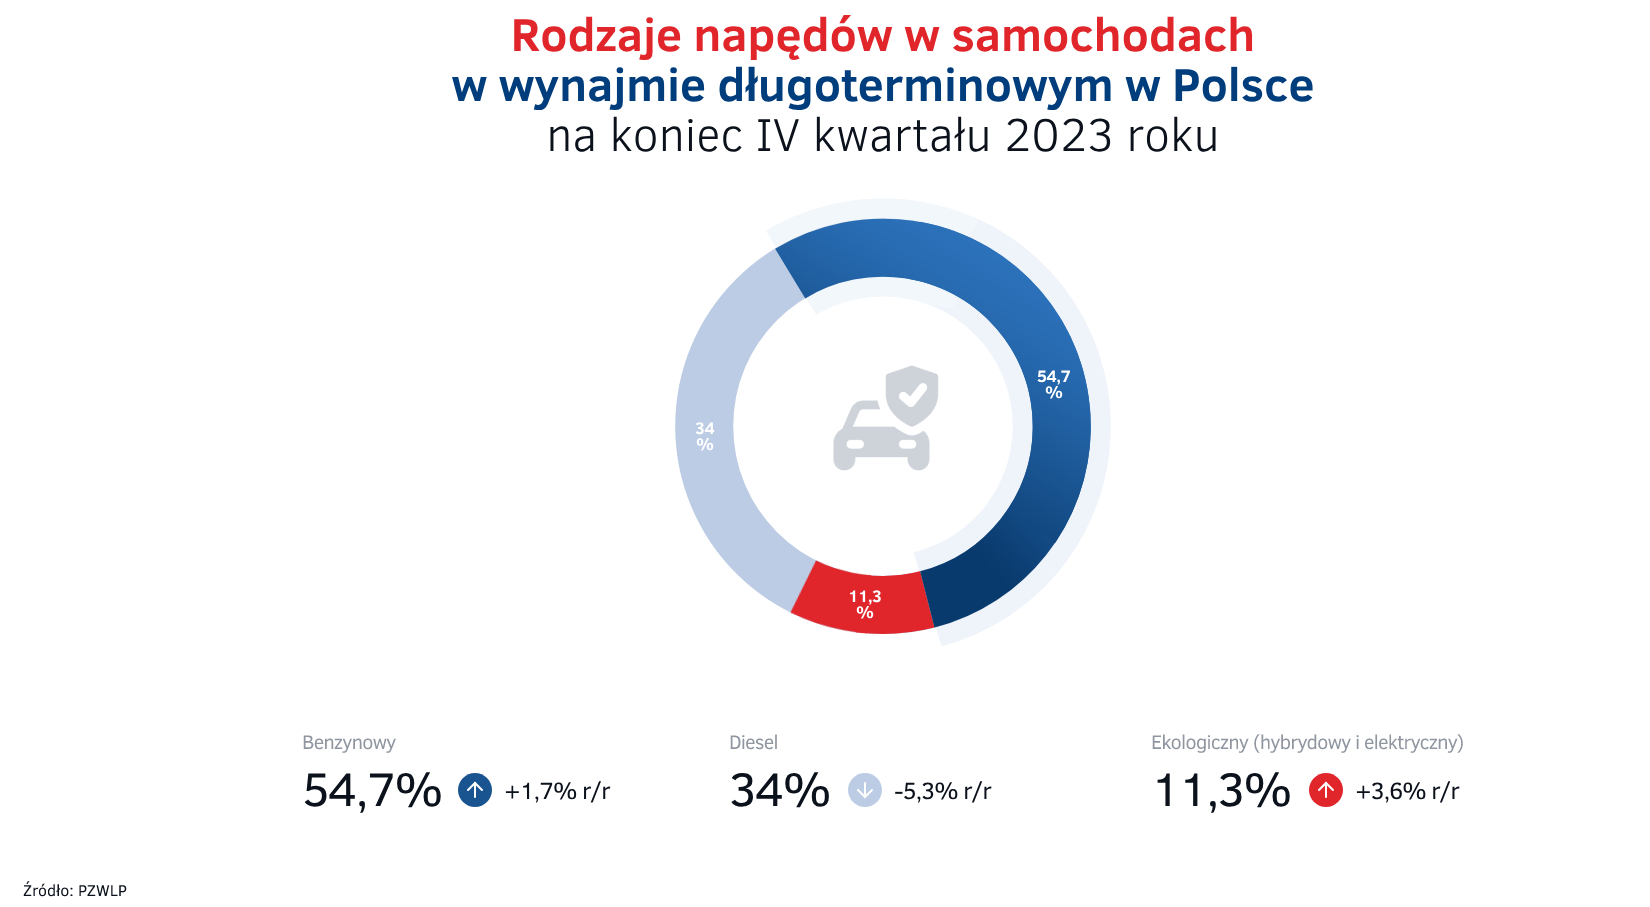 Rodzaje napędów w samochodach
w wynajmie długoterminowym w Polsce
na koniec IV kwartału 2023 roku
54,7
%
34
%
11,3
%
Benzynowy
54,7% +1,7% r/r
Diesel
34% -5,3% r/r
Ekologiczny (hybrydowy i elektryczny)
11,3% +3,6% r/r
Źródło: PZWLP